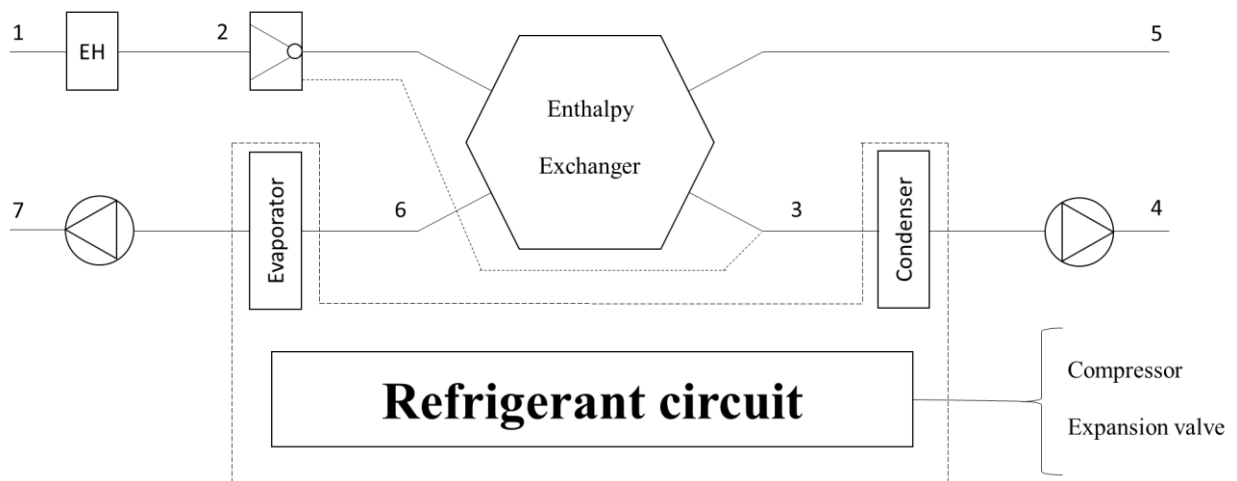 1
EH
2
5
Enthalpy
Exchanger
7
Evaporator
6
3
Condenser
4
Refrigerant circuit
Compressor
Expansion valve